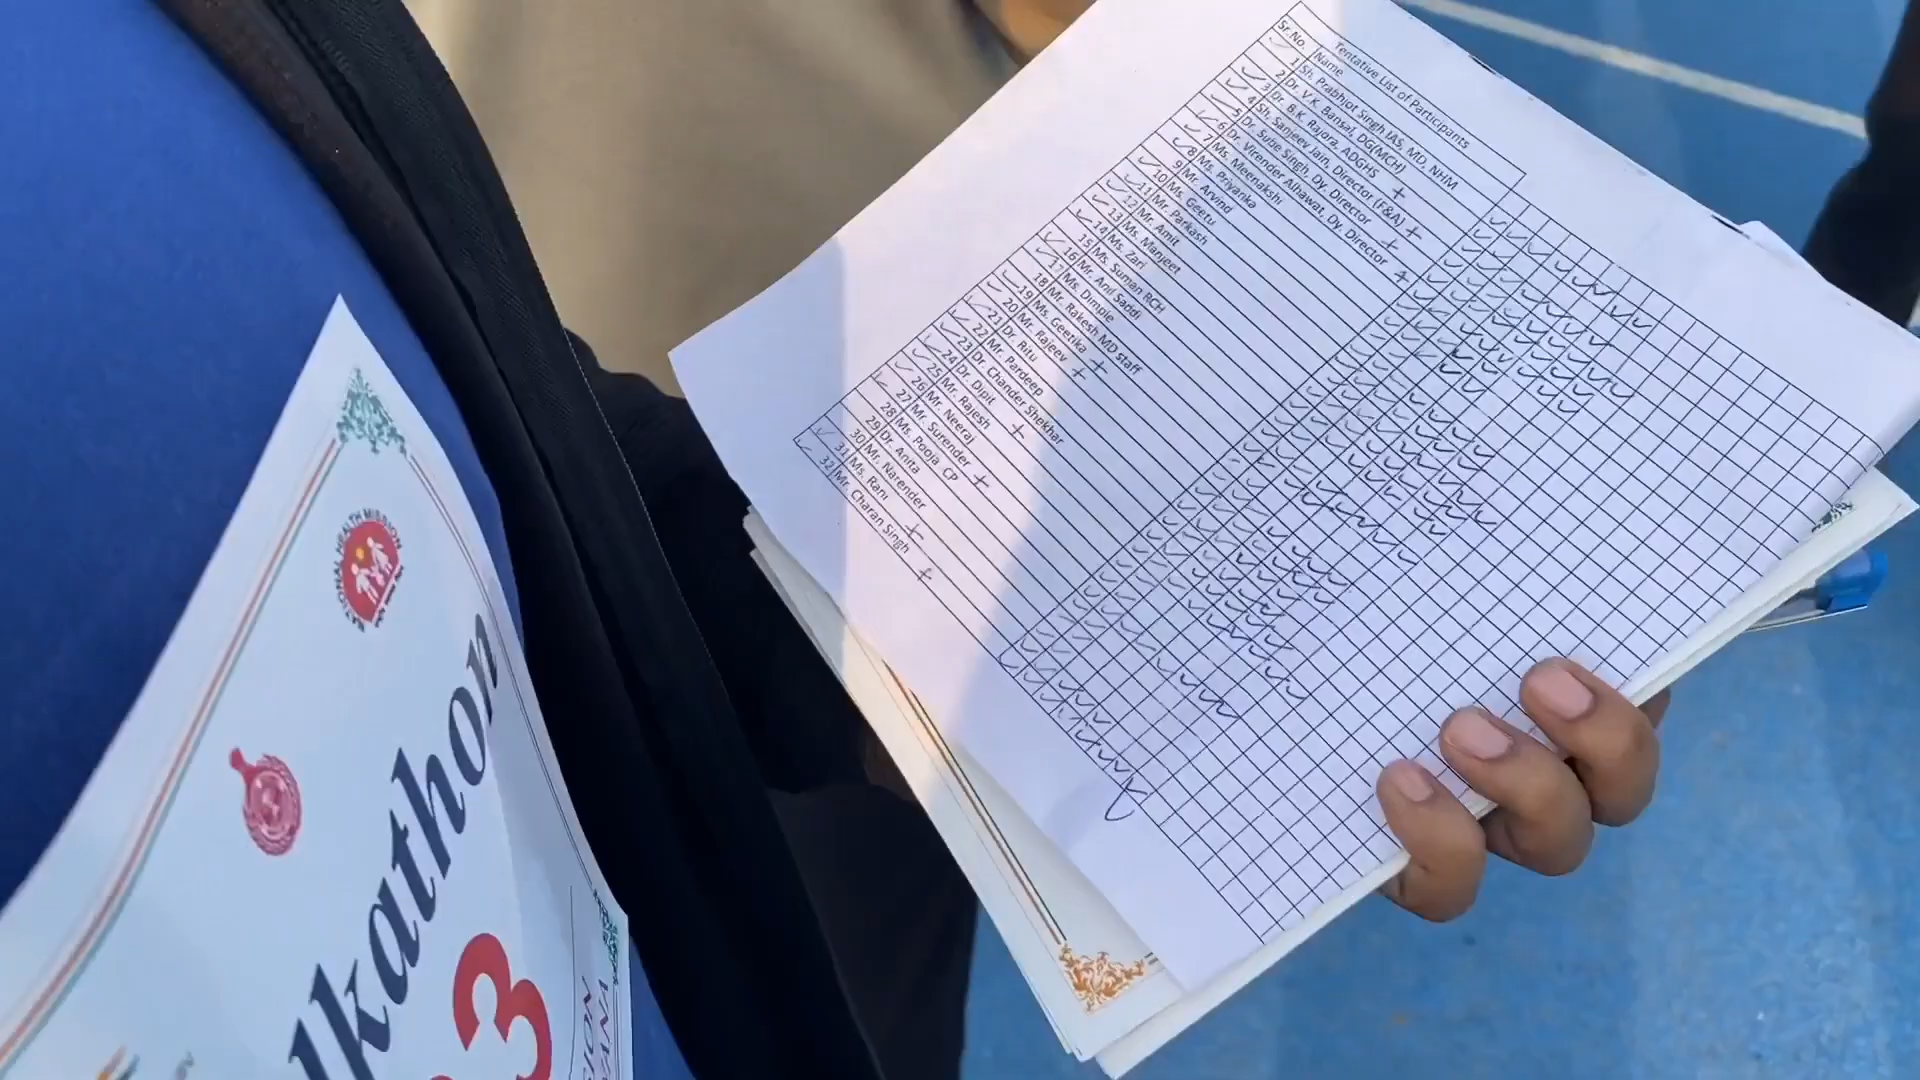 Tentative List of Participants
Sr.No. Name
1 Sh. Prabhjot Singh IAS, MD, NHM
2 Dr. V.K. Bansal, DG(MCH)
3 Dr. B.K. Rajora, ADGHS +
4 Sh. Sanjeev Jain, Director (F&A) +
5 Dr. Sube Singh, Dy. Director +
6 Dr. Virender Alhawat, Dy. Director +
7 Ms. Meenakshi
8 Ms. Priyanka
9 Mr. Arvind
10 Ms. Geetu
11 Mr. Parkash
12 Mr. Amit
13 Ms. Manjeet
14 Ms. Zari
15 Ms. Suman RCH
16 Mr. Anil Saddi
17 Ms. Dimple
18 Mr. Rakesh MD staff
19 Ms. Geetika +
20 Mr. Rajeev +
21 Dr. Ritu
22 Mr. Pardeep
23 Dr. Chander Shekhar
24 Dr. Dipit +
25 Mr. Rajesh
26 Mr. Neeraj
27 Mr. Surender +
28 Ms. Pooja CP
29 Dr. Anita
30 Mr. Narender +
31 Ms. Rani
32 Mr. Charan Singh +
NATIONAL HEALTH MISSION
lkathon
3